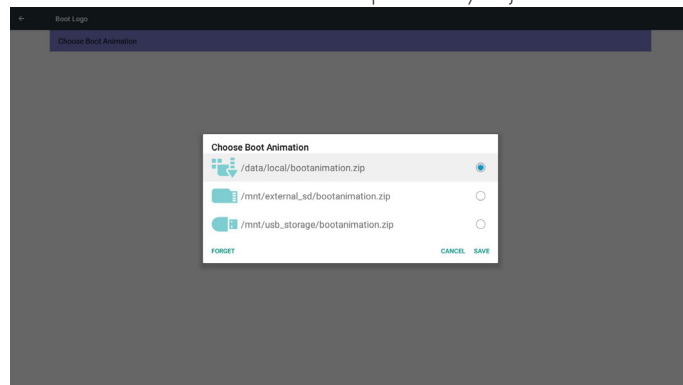 Boot Logo
Choose Boot Animation
Choose Boot Animation
/data/local/bootanimation.zip
/mnt/external_sd/bootanimation.zip
/mnt/usb_storage/bootanimation.zip
FORGET CANCEL SAVE